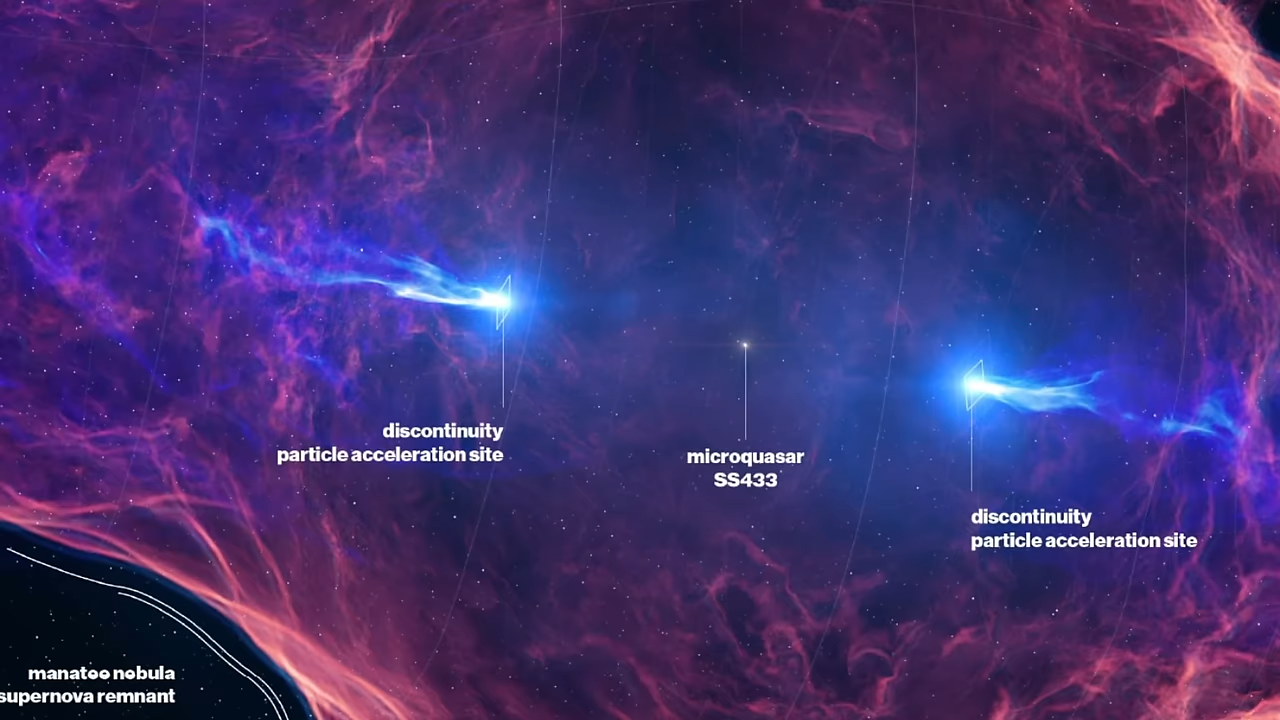 discontinuity
particle acceleration site
microquasar
SS433
discontinuity
particle acceleration site
manatee nebula
supernova remnant